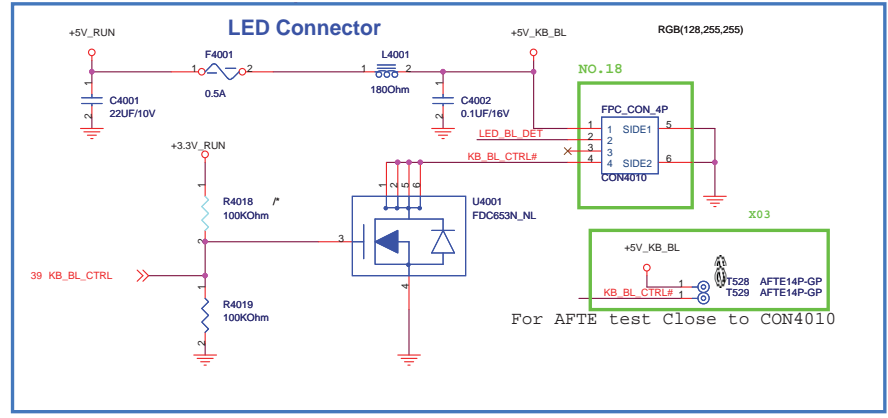 LED Connector
+5V_RUN
+5V_KB_BL
RGB(128,255,255)
F4001
1 2
0.5A
L4001
1 2
180Ohm
NO.18
1
C4001
22UF/10V
2
1
C4002
0.1UF/16V
2
FPC_CON_4P
1 1 SIDE1 5
LED_BL_DET 2 2
3 3
KB_BL_CTRL# 4 4 SIDE2 6
CON4010
+3.3V_RUN
1
R4018 /*
100KOhm
2
1 2 5 6
U4001
FDC653N_NL
3
4
39 KB_BL_CTRL
1
R4019
100KOhm
2
X03
+5V_KB_BL
1 T528 AFTE14P-GP
KB_BL_CTRL# 1 T529 AFTE14P-GP
For AFTE test Close to CON4010